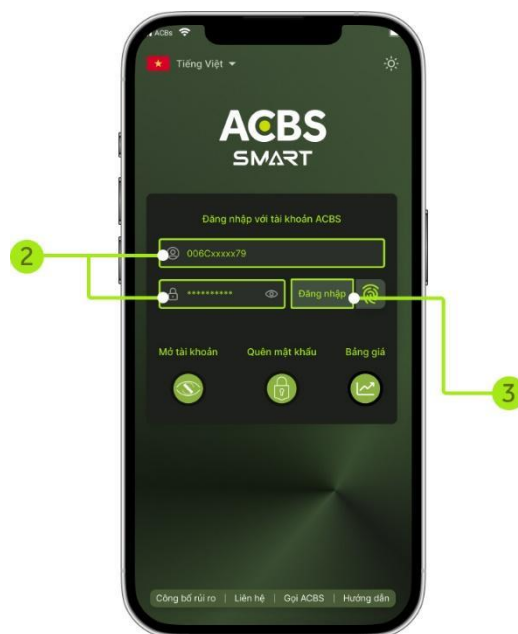 ACBs
Tiếng Việt
ACBS
SMART
Đăng nhập với tài khoản ACBS
2
006Cxxxxx79
********** Đăng nhập
Mở tài khoản Quên mật khẩu Bảng giá
3
Công bố rủi ro | Liên hệ | Gọi ACBS | Hướng dẫn